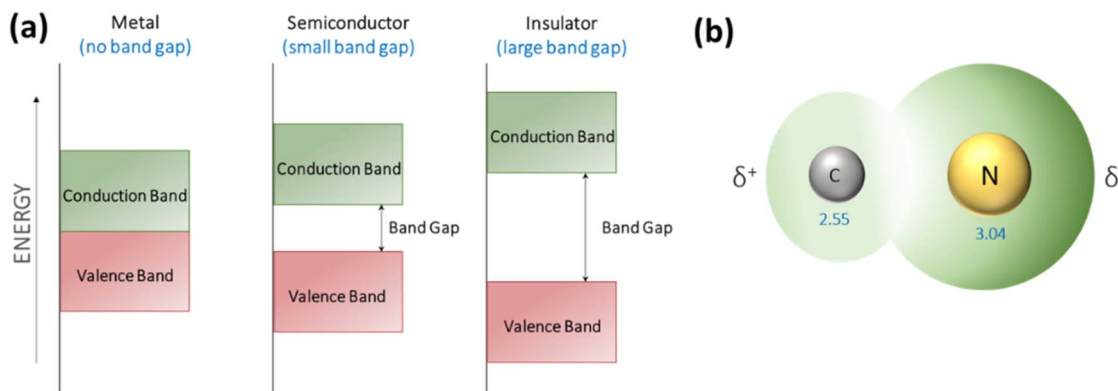 (a)
Metal
(no band gap)
Semiconductor
(small band gap)
Insulator
(large band gap)
ENERGY
Conduction Band
Valence Band
Conduction Band
Band Gap
Valence Band
Conduction Band
Band Gap
Valence Band
(b)
δ+
C
2.55
N
3.04
δ